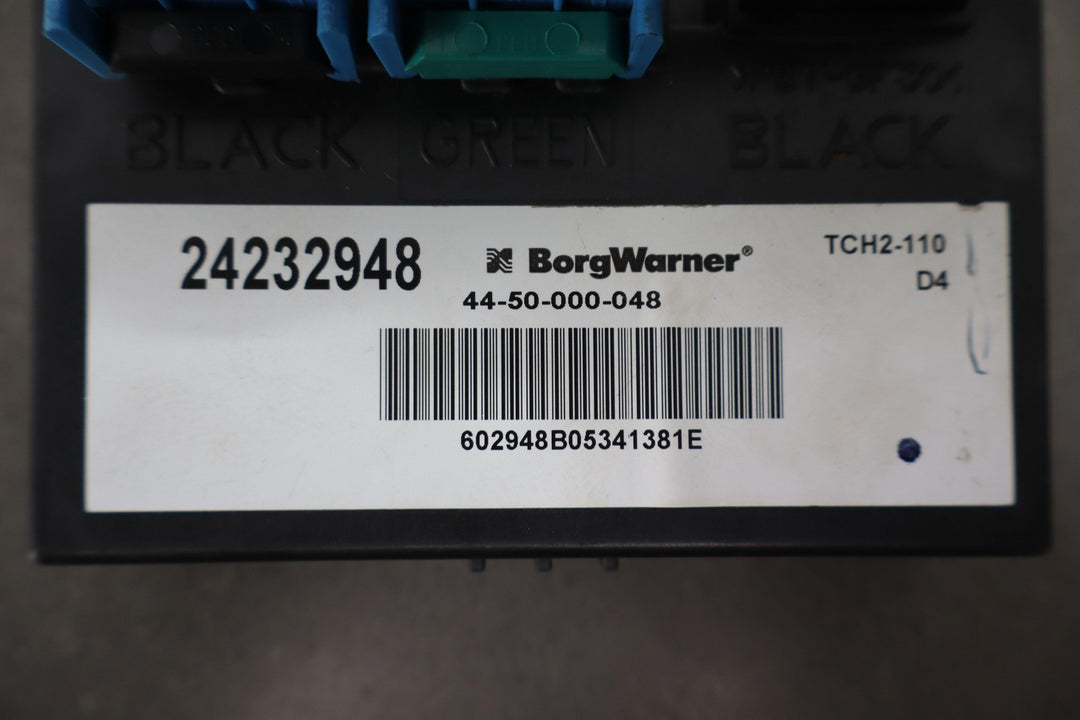 BLACK GREEN BLACK
24232948 BorgWarner® TCH2-110
44-50-000-048 D4
602948B05341381E